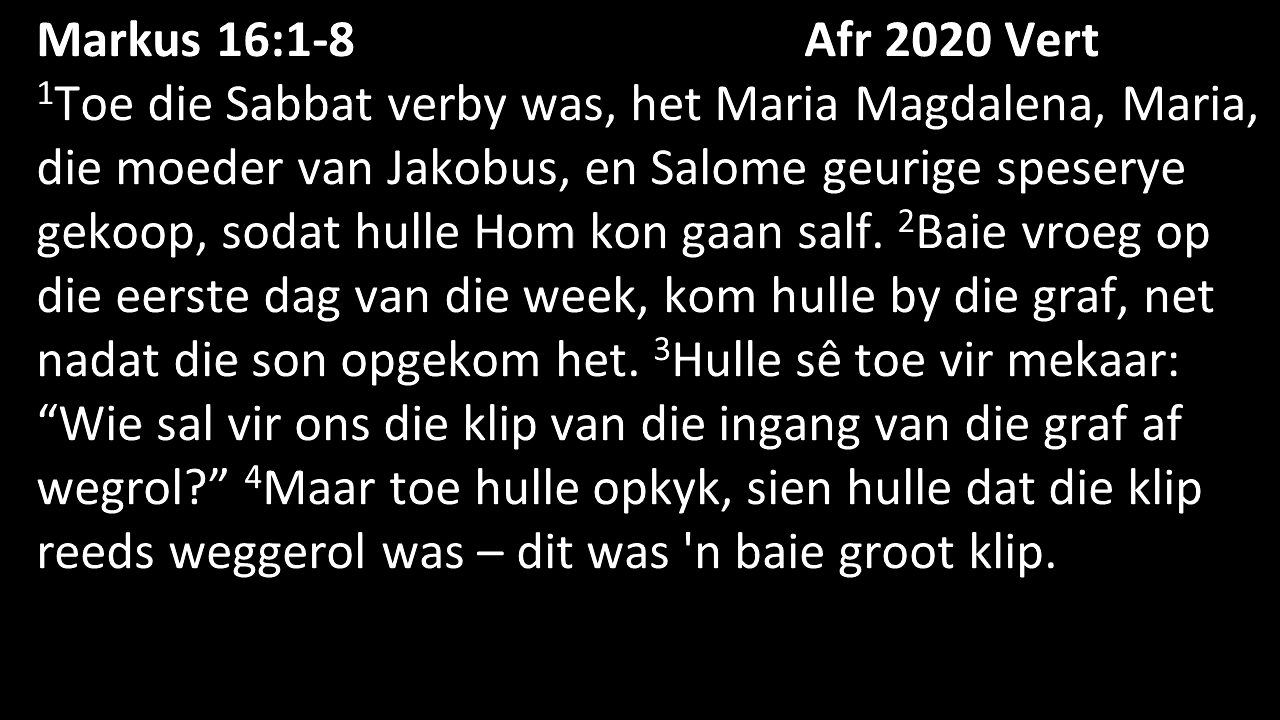 Markus 16:1-8 Afr 2020 Vert
¹Toe die Sabbat verby was, het Maria Magdalena, Maria,
die moeder van Jakobus, en Salome geurige speserye
gekoop, sodat hulle Hom kon gaan salf. ²Baie vroeg op
die eerste dag van die week, kom hulle by die graf, net
nadat die son opgekom het. ³Hulle sê toe vir mekaar:
“Wie sal vir ons die klip van die ingang van die graf af
wegrol?” ⁴Maar toe hulle opkyk, sien hulle dat die klip
reeds weggerol was – dit was 'n baie groot klip.